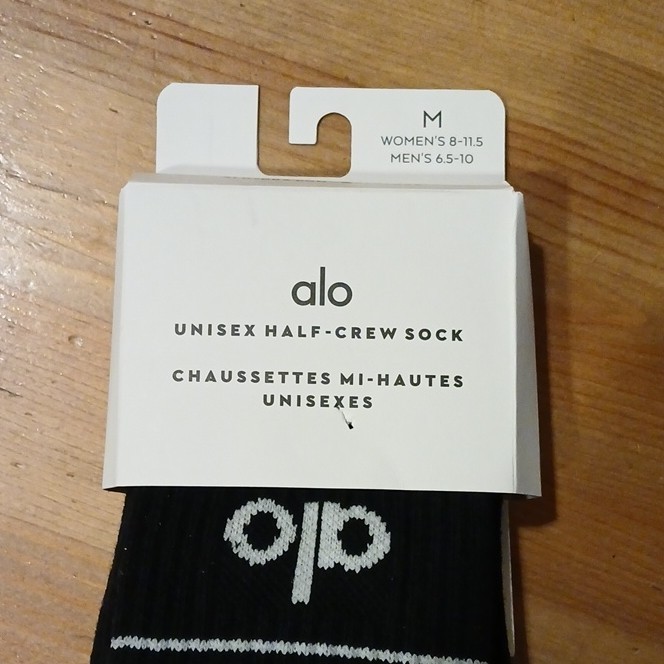 M
WOMEN'S 8-11.5
MEN'S 6.5-10
alo
UNISEX HALF-CREW SOCK
CHAUSSETTES MI-HAUTES
UNISEXES
alo